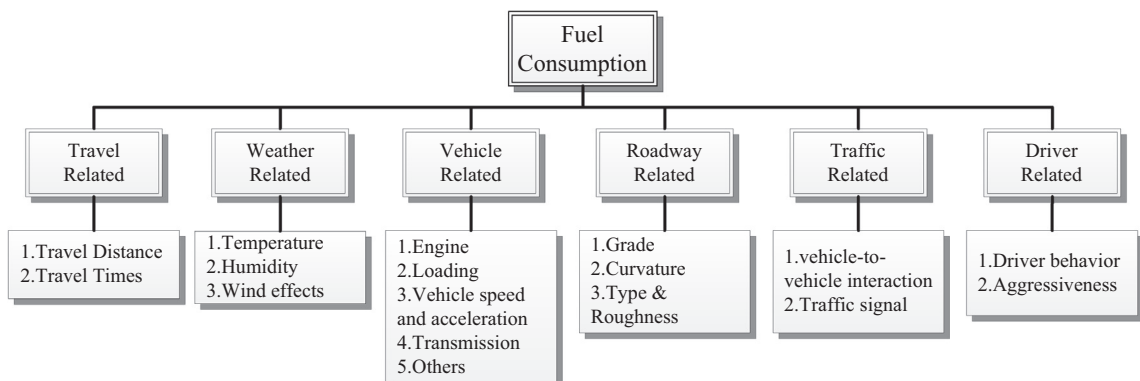 Fuel
Consumption
Travel
Related
Weather
Related
Vehicle
Related
Roadway
Related
Traffic
Related
Driver
Related
1.Travel Distance
2.Travel Times
1.Temperature
2.Humidity
3.Wind effects
1.Engine
2.Loading
3.Vehicle speed
and acceleration
4.Transmission
5.Others
1.Grade
2.Curvature
3.Type &
Roughness
1.vehicle-to-
vehicle interaction
2.Traffic signal
1.Driver behavior
2.Aggressiveness